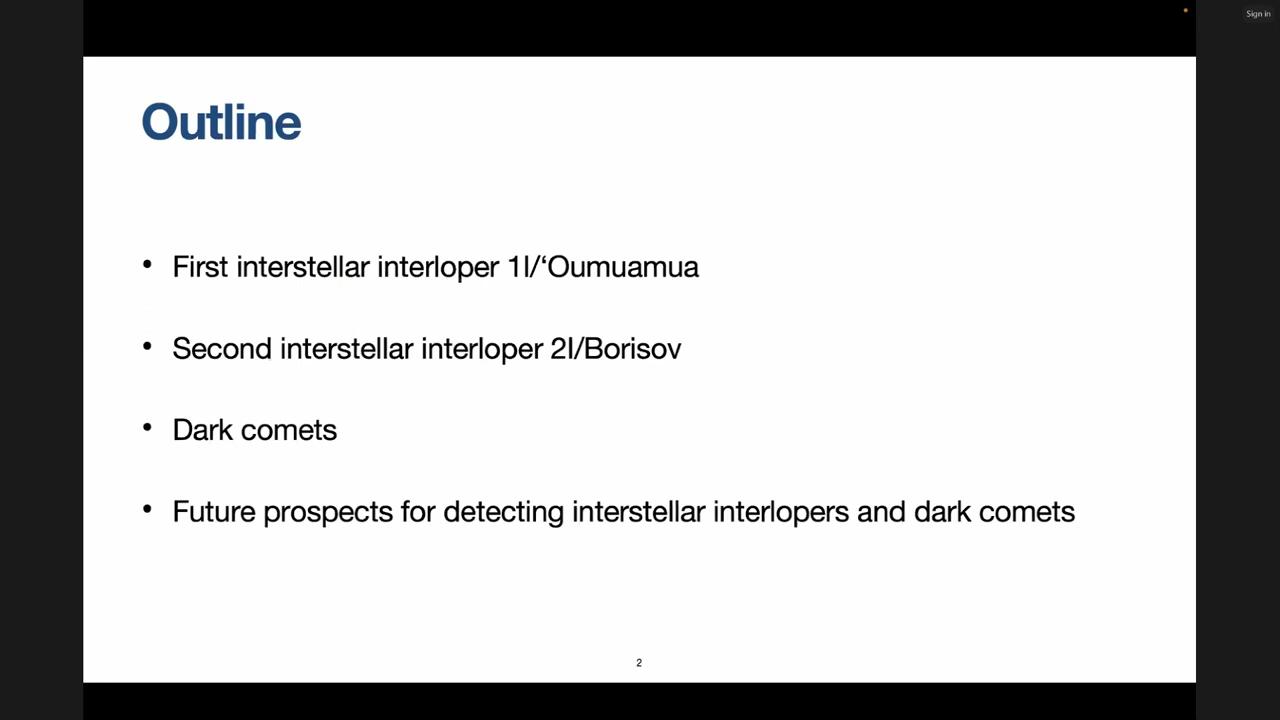 Sign in
Outline
• First interstellar interloper 1I/‘Oumuamua
• Second interstellar interloper 2I/Borisov
• Dark comets
• Future prospects for detecting interstellar interlopers and dark comets
2